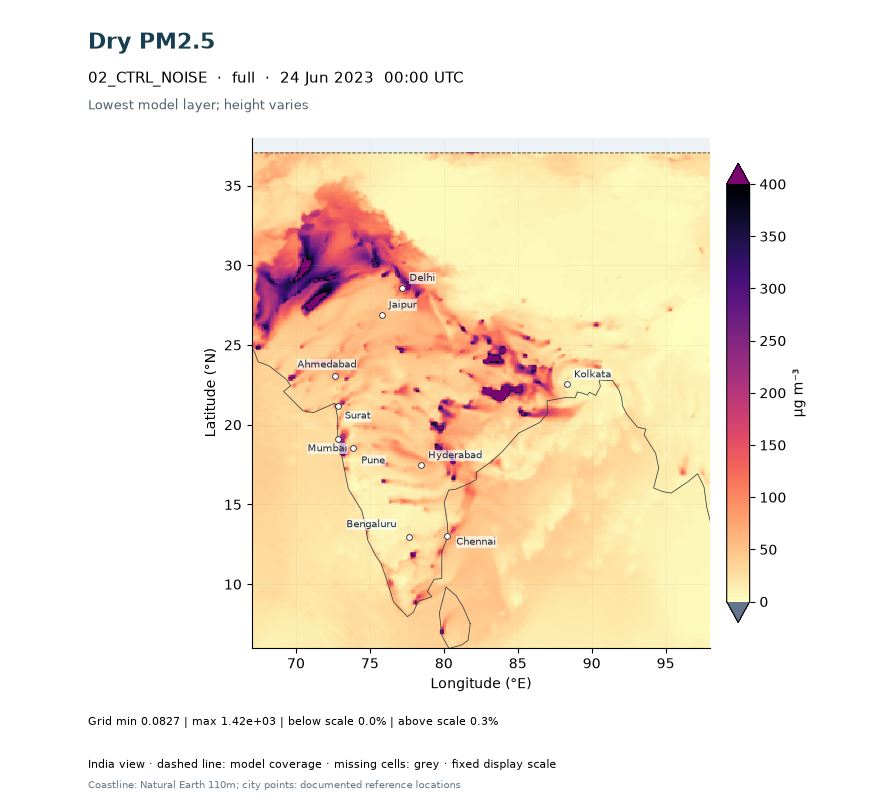 Dry PM2.5
02_CTRL_NOISE · full · 24 Jun 2023 00:00 UTC
Lowest model layer; height varies
35
30
25
20
15
10
Latitude (°N)
Delhi
Jaipur
Ahmedabad
Kolkata
Surat
Mumbai
Pune
Hyderabad
Bengaluru
Chennai
70
75
80
85
90
95
Longitude (°E)
400
350
300
250
200
150
100
50
0
µg m⁻³
Grid min 0.0827 | max 1.42e+03 | below scale 0.0% | above scale 0.3%
India view · dashed line: model coverage · missing cells: grey · fixed display scale
Coastline: Natural Earth 110m; city points: documented reference locations